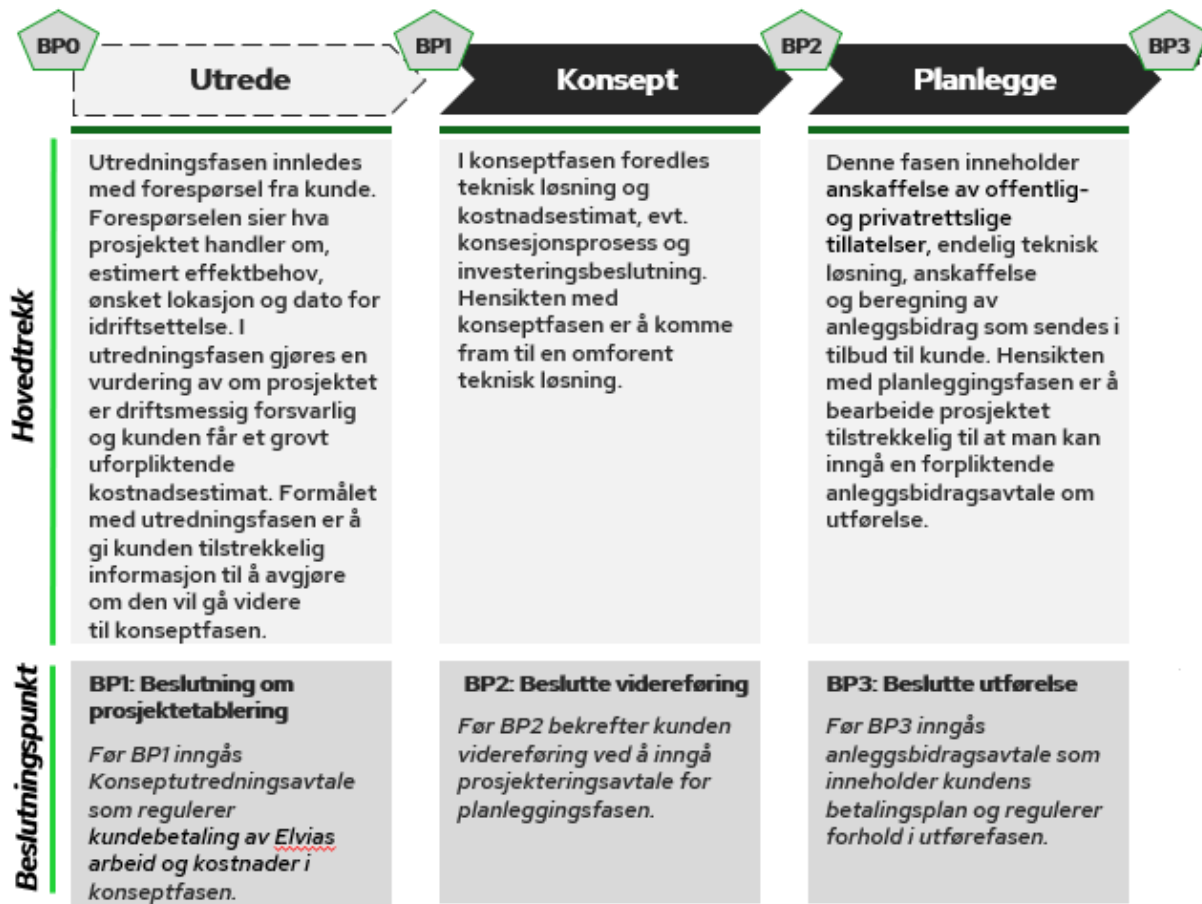 BP0
BP1
BP2
BP3
Utrede
Konsept
Planlegge
Hovedtrekk
Utredningsfasen innledes
med forespørsel fra kunde.
Forespørselen sier hva
prosjektet handler om,
estimert effektbehov,
ønsket lokasjon og dato for
idriftsettelse. I
utredningsfasen gjøres en
vurdering av om prosjektet
er driftsmessig forsvarlig
og kunden får et grovt
uforpliktende
kostnadsestimat. Formålet
med utredningsfasen er å
gi kunden tilstrekkelig
informasjon til å avgjøre
om den vil gå videre
til konseptfasen.
I konseptfasen foredles
teknisk løsning og
kostnadsestimat, evt.
konsesjonsprosess og
investeringsbeslutning.
Hensikten med
konseptfasen er å komme
fram til en omforent
teknisk løsning.
Denne fasen inneholder
anskaffelse av offentlig-
og privatrettslige
tillatelser, endelig teknisk
løsning, anskaffelse
og beregning av
anleggsbidrag som sendes i
tilbud til kunde. Hensikten
med planleggingsfasen er å
bearbeide prosjektet
tilstrekkelig til at man kan
inngå en forpliktende
anleggsbidragsavtale om
utførelse.
Beslutningspunkt
BP1: Beslutning om
prosjektetablering
Før BP1 inngås
Konseptutredningsavtale
som regulerer
kundebetaling av Elvias
arbeid og kostnader i
konseptfasen.
BP2: Beslutte videreføring
Før BP2 bekrefter kunden
videreføring ved å inngå
prosjekteringsavtale for
planleggingsfasen.
BP3: Beslutte utførelse
Før BP3 inngås
anleggsbidragsavtale som
inneholder kundens
betalingsplan og regulerer
forhold i utførefasen.